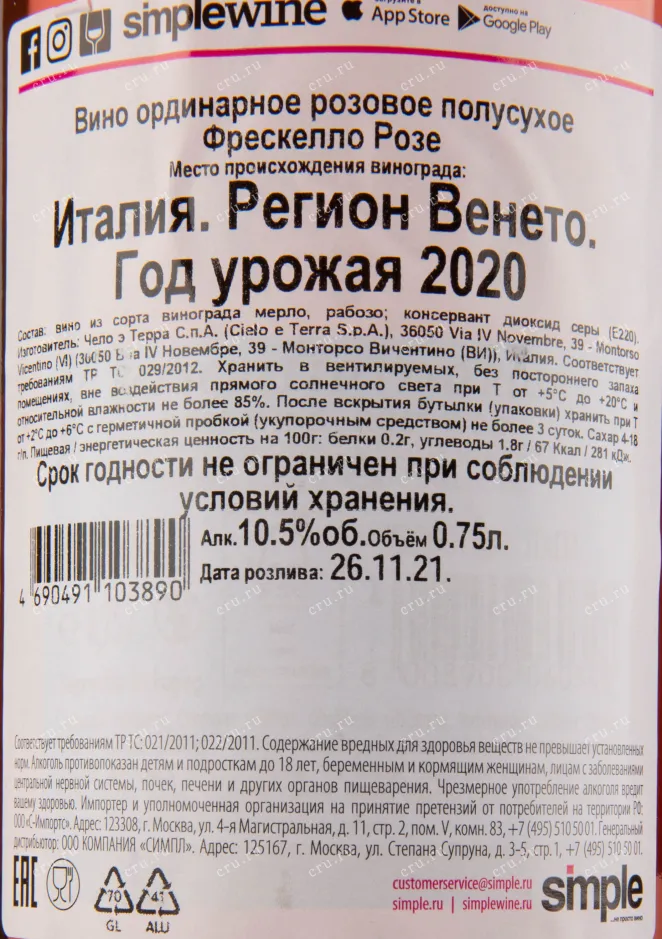 simplewine
загрузите в
App Store
доступно на
Google Play
Вино ординарное розовое полусухое
Фрескелло Розе
Место происхождения винограда:
Италия. Регион Венето.
Год урожая 2020
Состав: вино из сорта винограда мерло, рабозо; консервант диоксид серы (Е220).
Изготовитель: Чело э Терра С.п.А. (Cielo e Terra S.p.A.), 36050 Via IV Novembre, 39 - Montorso
Vicentino (VI) (36050 Виа IV Новембре, 39 - Монторсо Вичентино (ВИ)), Италия. Соответствует
требованиям ТР ТС 029/2012. Хранить в вентилируемых, без постороннего запаха
помещениях, вне воздействия прямого солнечного света при Т от +5°С до +20°С и
относительной влажности не более 85%. После вскрытия бутылки (упаковки) хранить при Т
от +2°С до +6°С с герметичной пробкой (укупорочным средством) не более 3 суток. Сахар 4-18
г/л. Пищевая / энергетическая ценность на 100г: белки 0.2г, углеводы 1.8г / 67 Ккал / 281 кДж.
Срок годности не ограничен при соблюдении
условий хранения.
Алк.10.5%об.Объём 0.75л.
Дата розлива: 26.11.21.
4 690491 103890
Соответствует требованиям ТР ТС: 021/2011; 022/2011. Содержание вредных для здоровья веществ не превышает установленных
норм. Алкоголь противопоказан детям и подросткам до 18 лет, беременным и кормящим женщинам, лицам с заболеваниями
центральной нервной системы, почек, печени и других органов пищеварения. Чрезмерное употребление алкоголя вредит
вашему здоровью. Импортер и уполномоченная организация на принятие претензий от потребителей на территории РФ:
ООО «С-Импортс». Адрес: 123308, г. Москва, ул. 4-я Магистральная, д. 11, стр. 2, пом. V, комн. 83, +7 (495) 510 50 01. Генеральный
дистрибьютор: ООО КОМПАНИЯ «СИМПЛ». Адрес: 125167, г. Москва, ул. Степана Супруна, д. 3-5, стр. 1, +7 (495) 510 50 01.
EAC
70
GL
41
ALU
customerservice@simple.ru
simple.ru | simplewine.ru
simple
...не просто вино